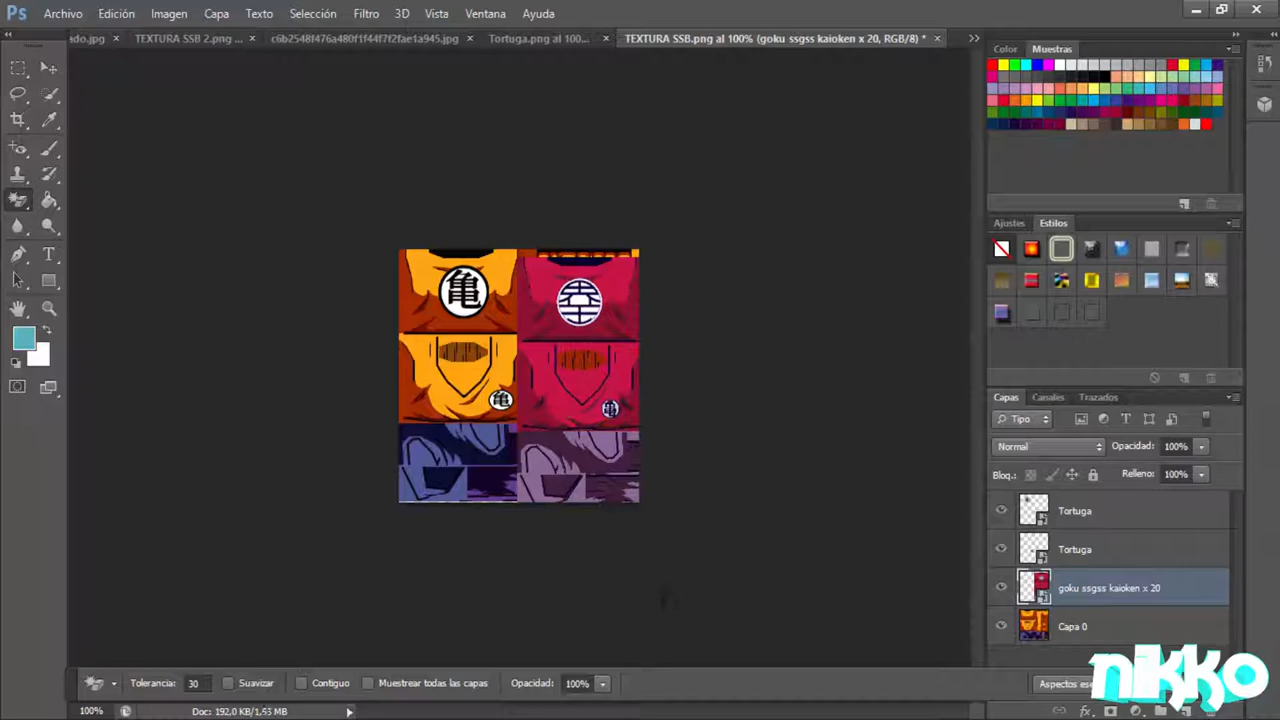 Ps Archivo Edición Imagen Capa Texto Selección Filtro 3D Vista Ventana Ayuda
ado.jpg × TEXTURA SSB 2.png ... × c6b2548f476a480f1f44f7f2fae1a945.jpg × Tortuga.png al 100... × TEXTURA SSB.png al 100% (goku ssgss kaioken x 20, RGB/8) * ×
Color Muestras
Ajustes Estilos
亀
亀
Capas Canales Trazados
Tipo
Normal Opacidad: 100%
Bloq.: Relleno: 100%
Tortuga
Tortuga
goku ssgss kaioken x 20
Capa 0
Tolerancia: 30 Suavizar Contiguo Muestrear todas las capas Opacidad: 100% Aspectos ese
nikko
100% Doc: 192,0 KB/1,53 MB